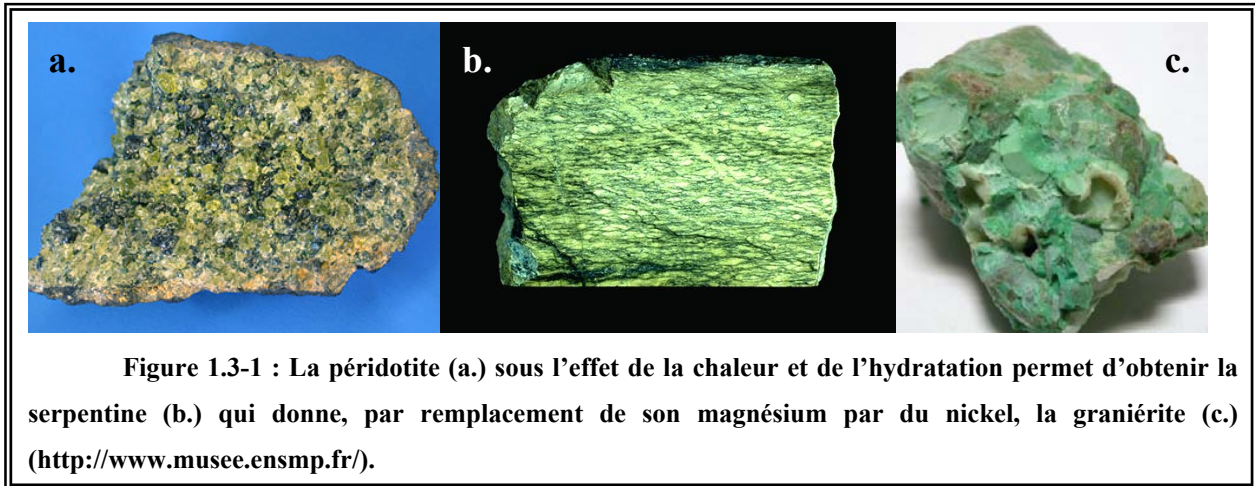 a.
b.
c.
Figure 1.3-1 : La péridotite (a.) sous l’effet de la chaleur et de l’hydratation permet d’obtenir la
serpentine (b.) qui donne, par remplacement de son magnésium par du nickel, la graniérite (c.)
(http://www.musee.ensmp.fr/).